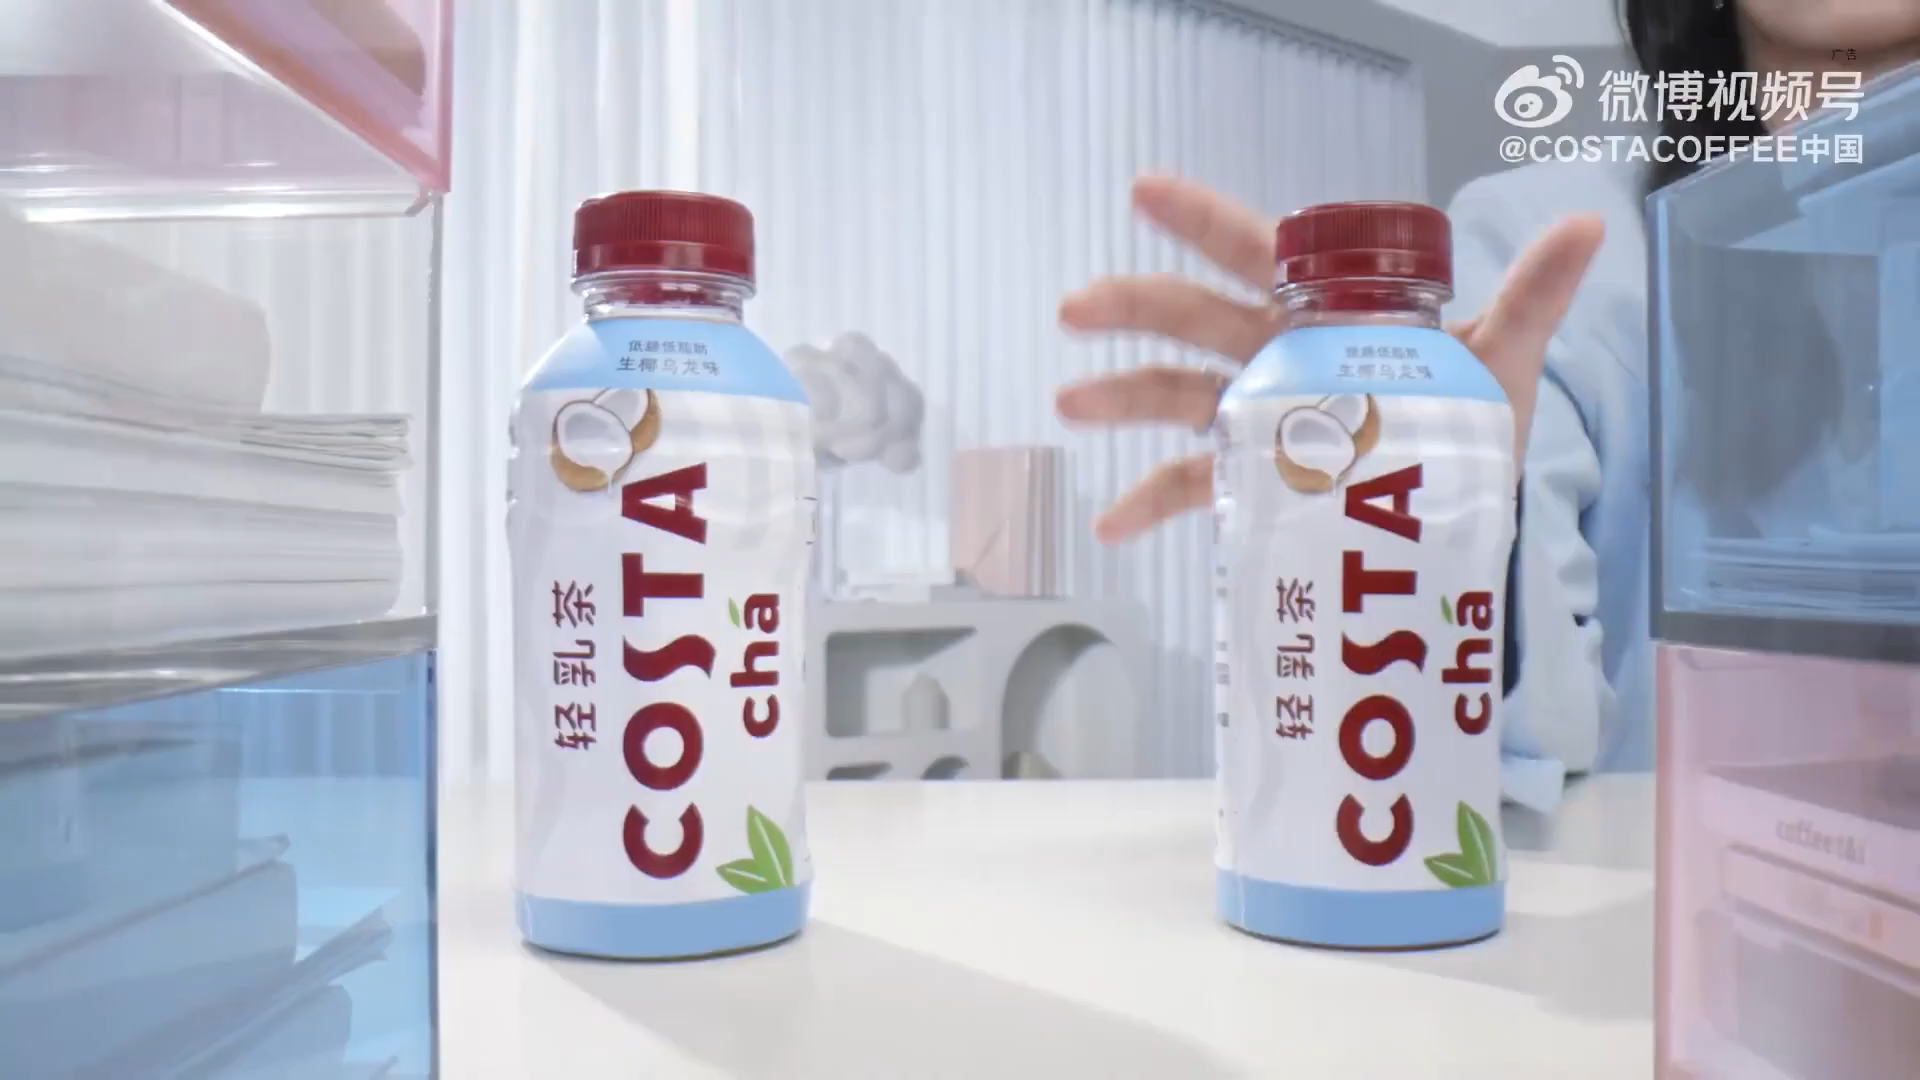 广告
微博视频号
@COSTACOFFEE中国
低糖低脂肪
生椰乌龙味
轻乳茶
COSTA
chá
低糖低脂肪
生椰乌龙味
轻乳茶
COSTA
chá